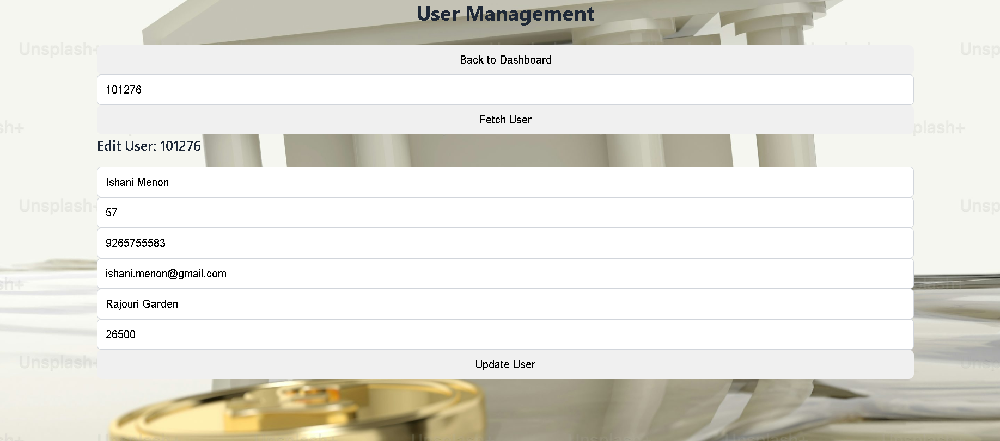 User Management
Unsplash+
Back to Dashboard
101276
Fetch User
Edit User: 101276
Ishani Menon
57
9265755583
ishani.menon@gmail.com
Rajouri Garden
26500
Update User